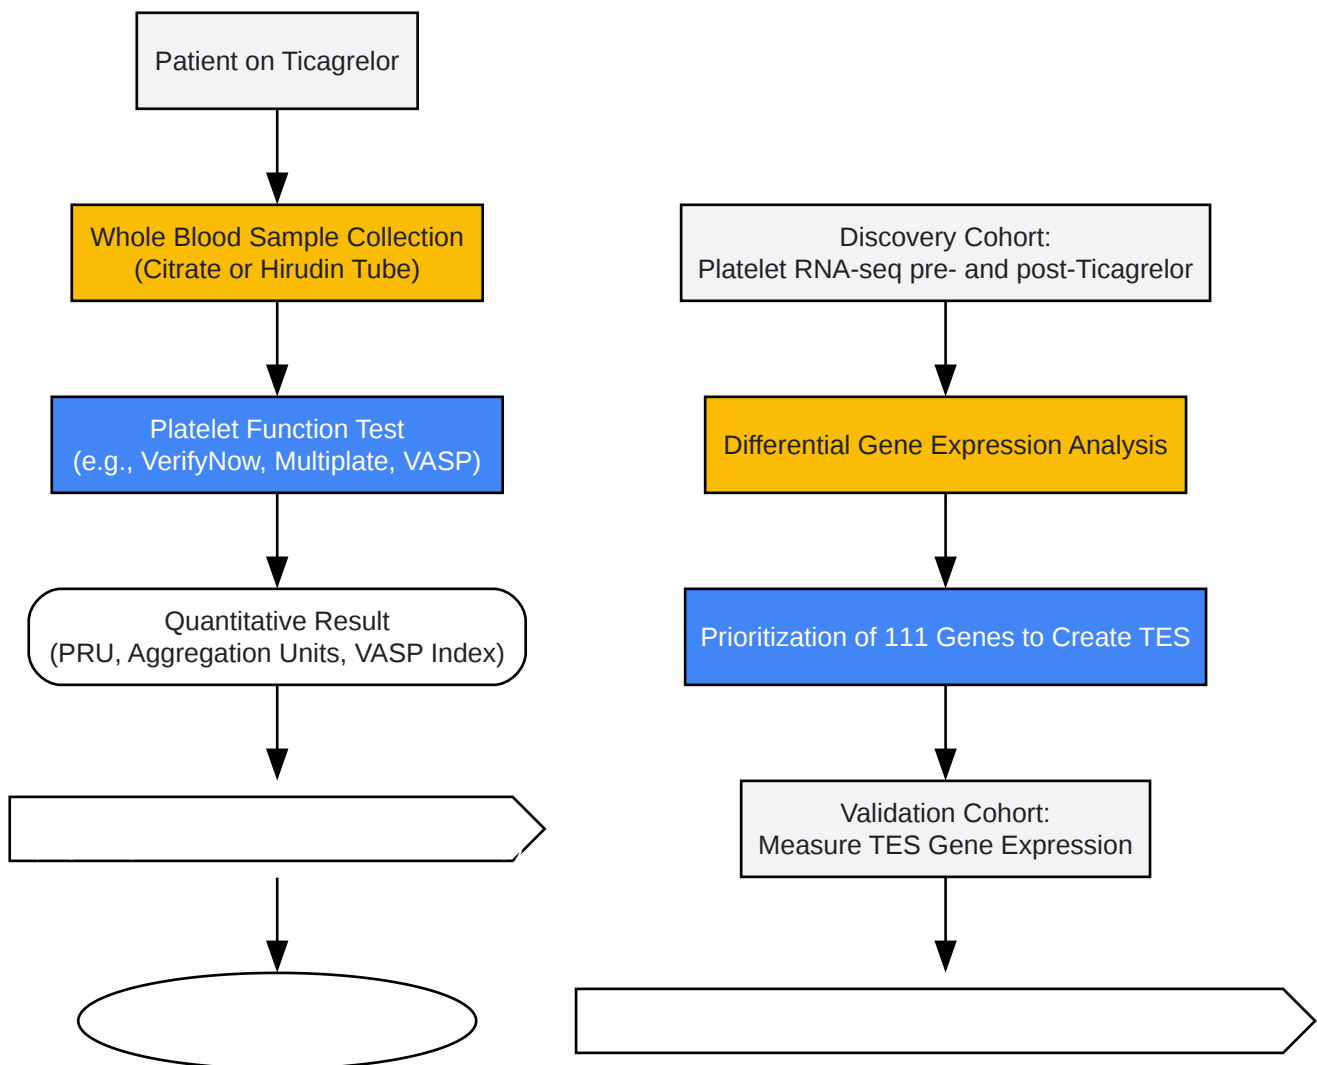 Patient on Ticagrelor
Whole Blood Sample Collection
(Citrate or Hirudin Tube)
Platelet Function Test
(e.g., VerifyNow, Multiplate, VASP)
Quantitative Result
(PRU, Aggregation Units, VASP Index)
Discovery Cohort:
Platelet RNA-seq pre- and post-Ticagrelor
Differential Gene Expression Analysis
Prioritization of 111 Genes to Create TES
Validation Cohort:
Measure TES Gene Expression